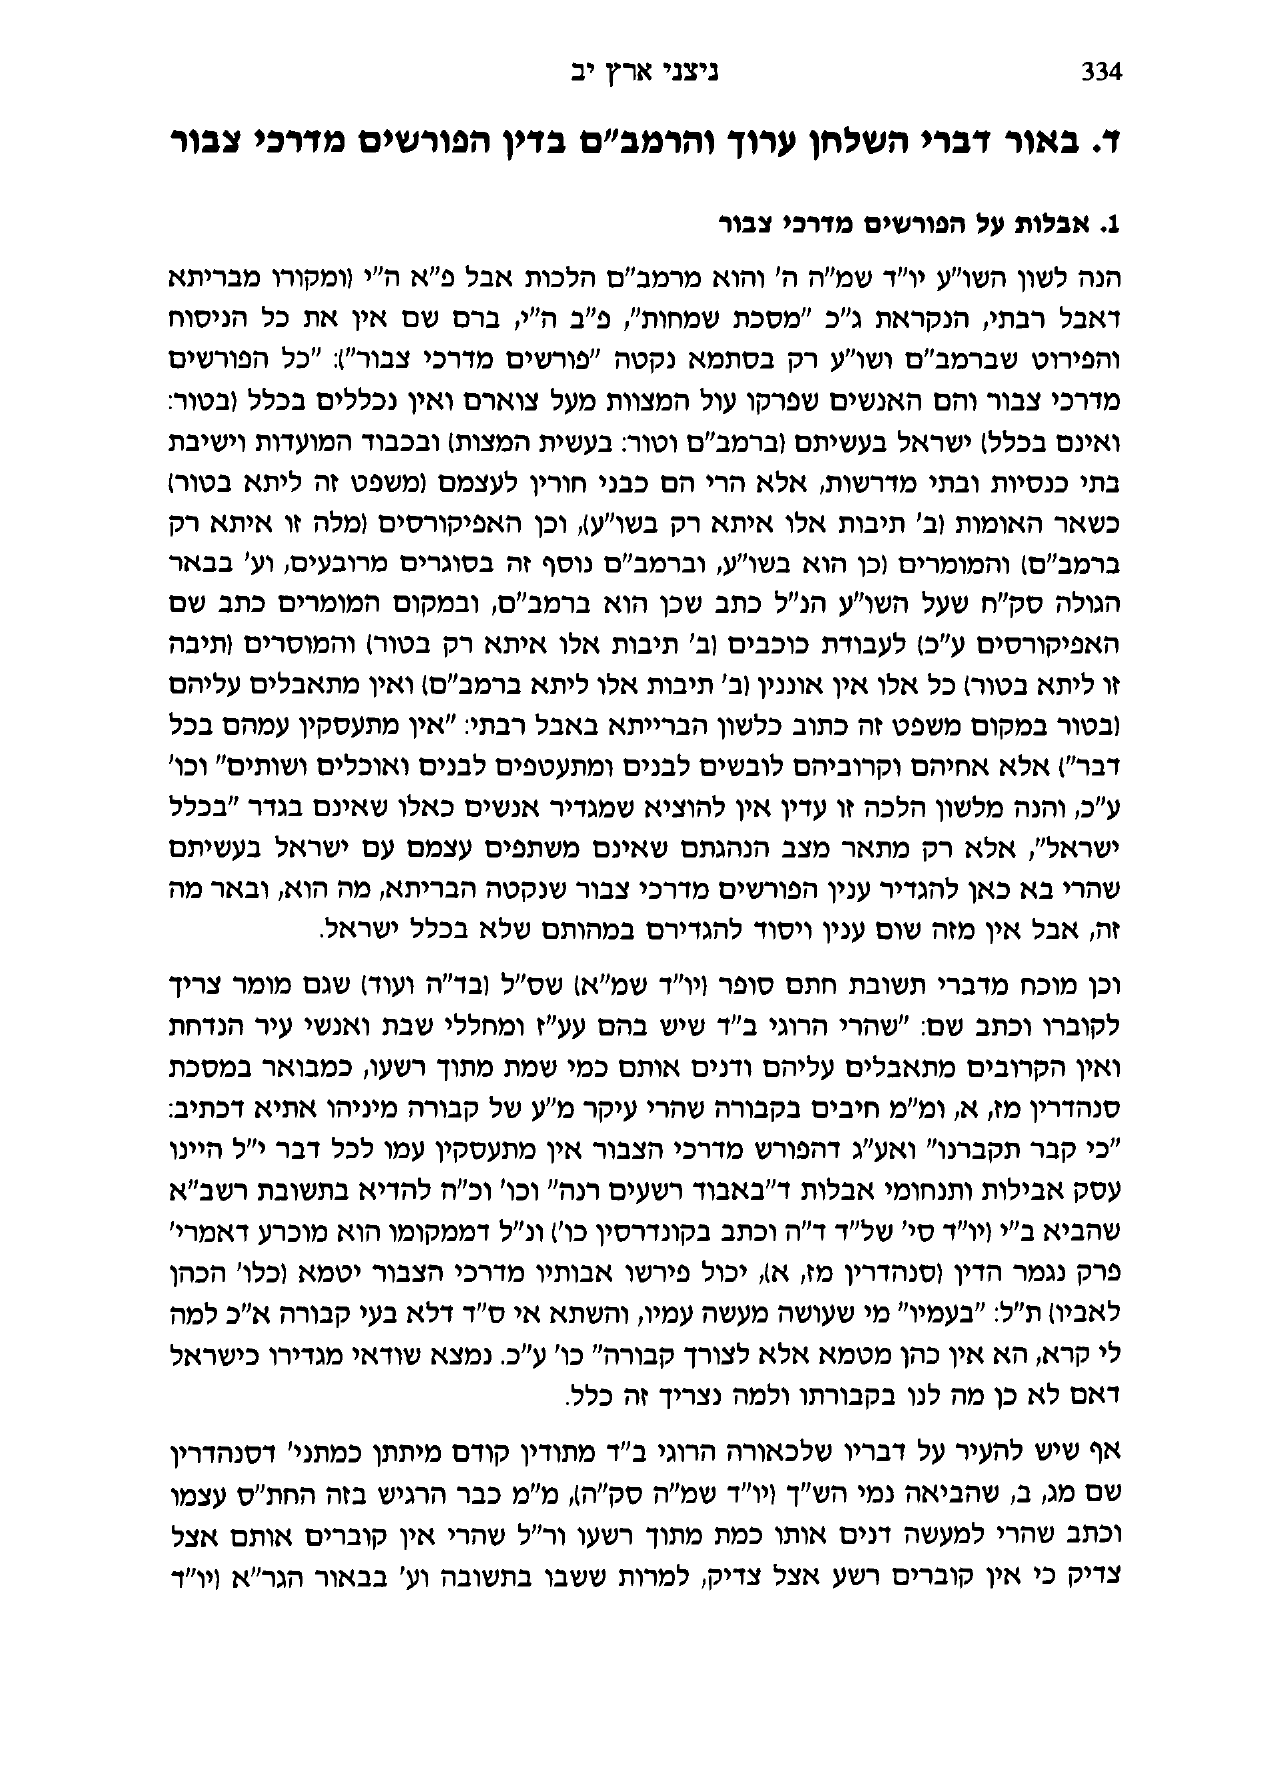 334
ניצני ארץ יב
ד. באור דברי השלחן ערוך והרמב"ם בדין הפורשים מדרכי צבור
1. אבלות על הפורשים מדרכי צבור
הנה לשון השו"ע יו"ד שמ"ה ה' והוא מרמב"ם הלכות אבל פ"א ה"י (ומקורו מבריתא
דאבל רבתי, הנקראת ג"כ "מסכת שמחות", פ"ב ה"י, ברם שם אין את כל הניסוח
והפירוט שברמב"ם ושו"ע רק בסתמא נקטה "פורשים מדרכי צבור"): "כל הפורשים
מדרכי צבור והם האנשים שפרקו עול המצוות מעל צוארם ואין נכללים בכלל (בטור:
ואינם בכלל) ישראל בעשיתם (ברמב"ם וטור: בעשית המצות) ובכבוד המועדות וישיבת
בתי כנסיות ובתי מדרשות, אלא הרי הם כבני חורין לעצמם (משפט זה ליתא בטור)
כשאר האומות (ב' תיבות אלו איתא רק בשו"ע), וכן האפיקורסים (מלה זו איתא רק
ברמב"ם) והמומרים (כן הוא בשו"ע, וברמב"ם נוסף זה בסוגרים מרובעים, וע' בבאר
הגולה סק"ח שעל השו"ע הנ"ל כתב שכן הוא ברמב"ם, ובמקום המומרים כתב שם
האפיקורסים ע"כ) לעבודת כוכבים (ב' תיבות אלו איתא רק בטור) והמוסרים (תיבה
זו ליתא בטור) כל אלו אין אוננין (ב' תיבות אלו ליתא ברמב"ם) ואין מתאבלים עליהם
(בטור במקום משפט זה כתוב כלשון הברייתא באבל רבתי: "אין מתעסקין עמהם בכל
דבר") אלא אחיהם וקרוביהם לובשים לבנים ומתעטפים לבנים ואוכלים ושותים" וכו'
ע"כ, והנה מלשון הלכה זו עדין אין להוציא שמגדיר אנשים כאלו שאינם בגדר "בכלל
ישראל", אלא רק מתאר מצב הנהגתם שאינם משתפים עצמם עם ישראל בעשיתם
שהרי בא כאן להגדיר ענין הפורשים מדרכי צבור שנקטה הבריתא, מה הוא, ובאר מה
זה, אבל אין מזה שום ענין ויסוד להגדירם במהותם שלא בכלל ישראל.
וכן מוכח מדברי תשובת חתם סופר (יו"ד שמ"א) שס"ל (בד"ה ועוד) שגם מומר צריך
לקוברו וכתב שם: "שהרי הרוגי ב"ד שיש בהם עע"ז ומחללי שבת ואנשי עיר הנדחת
ואין הקרובים מתאבלים עליהם ודנים אותם כמי שמת מתוך רשעו, כמבואר במסכת
סנהדרין מז, א, ומ"מ חיבים בקבורה שהרי עיקר מ"ע של קבורה מיניהו אתיא דכתיב:
"כי קבר תקברנו" ואע"ג דהפורש מדרכי הצבור אין מתעסקין עמו לכל דבר י"ל היינו
עסק אבילות ותנחומי אבלות ד"באבוד רשעים רנה" וכו' וכ"ה להדיא בתשובת רשב"א
שהביא ב"י (יו"ד סי' של"ד ד"ה וכתב בקונדרסין כו') ונ"ל דממקומו הוא מוכרע דאמרי'
פרק נגמר הדין (סנהדרין מז, א), יכול פירשו אבותיו מדרכי הצבור יטמא (כלו' הכהן
לאביו) ת"ל: "בעמיו" מי שעושה מעשה עמיו, והשתא אי ס"ד דלא בעי קבורה א"כ למה
לי קרא, הא אין כהן מטמא אלא לצורך קבורה" כו' ע"כ. נמצא שודאי מגדירו כישראל
דאם לא כן מה לנו בקבורתו ולמה נצריך זה כלל.
אף שיש להעיר על דבריו שלכאורה הרוגי ב"ד מתודין קודם מיתתן כמתני' דסנהדרין
שם מג, ב, שהביאה נמי הש"ך (יו"ד שמ"ה סק"ה), מ"מ כבר הרגיש בזה החת"ס עצמו
וכתב שהרי למעשה דנים אותו כמת מתוך רשעו ור"ל שהרי אין קוברים אותם אצל
צדיק כי אין קוברים רשע אצל צדיק, למרות ששבו בתשובה וע' בבאור הגר"א (יו"ד